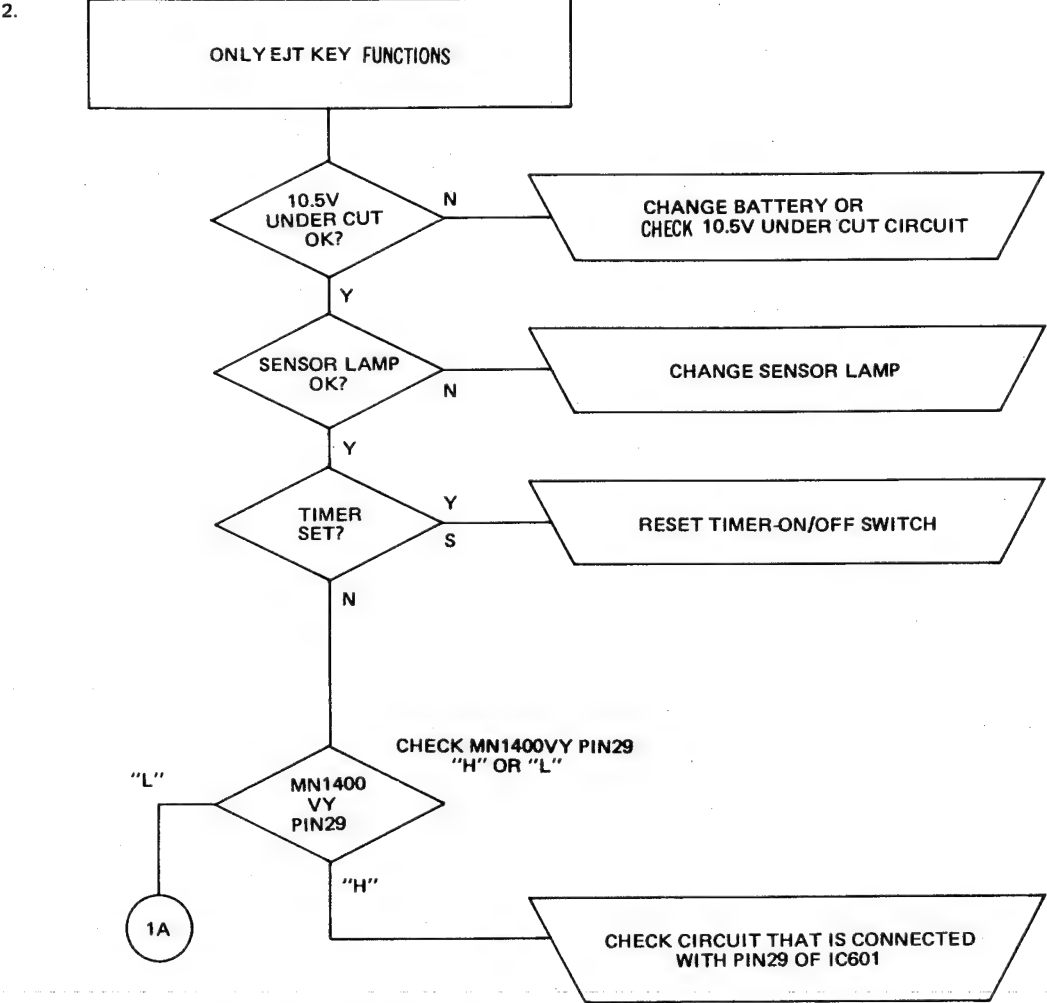 2.
ONLY EJT KEY FUNCTIONS
10.5V
UNDER CUT
OK?
N
CHANGE BATTERY OR
CHECK 10.5V UNDER CUT CIRCUIT
Y
SENSOR LAMP
OK?
N
CHANGE SENSOR LAMP
Y
TIMER
SET?
Y
S
RESET TIMER-ON/OFF SWITCH
N
CHECK MN1400VY PIN29
"H" OR "L"
"L"
MN1400
VY
PIN29
"H"
1A
CHECK CIRCUIT THAT IS CONNECTED
WITH PIN29 OF IC601